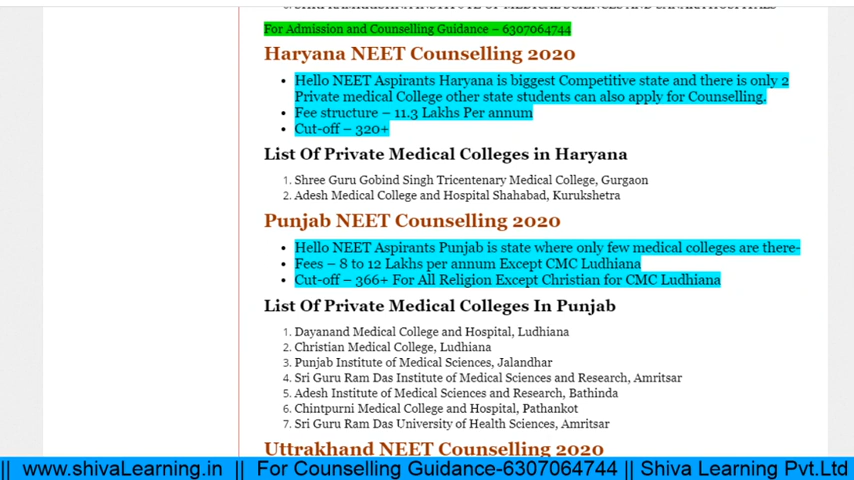 For Admission and Counselling Guidance – 6307064744
Haryana NEET Counselling 2020
• Hello NEET Aspirants Haryana is biggest Competitive state and there is only 2
Private medical College other state students can also apply for Counselling.
• Fee structure – 11.3 Lakhs Per annum
• Cut-off – 320+
List Of Private Medical Colleges in Haryana
1. Shree Guru Gobind Singh Tricentenary Medical College, Gurgaon
2. Adesh Medical College and Hospital Shahabad, Kurukshetra
Punjab NEET Counselling 2020
• Hello NEET Aspirants Punjab is state where only few medical colleges are there-
• Fees – 8 to 12 Lakhs per annum Except CMC Ludhiana
• Cut-off – 366+ For All Religion Except Christian for CMC Ludhiana
List Of Private Medical Colleges In Punjab
1. Dayanand Medical College and Hospital, Ludhiana
2. Christian Medical College, Ludhiana
3. Punjab Institute of Medical Sciences, Jalandhar
4. Sri Guru Ram Das Institute of Medical Sciences and Research, Amritsar
5. Adesh Institute of Medical Sciences and Research, Bathinda
6. Chintpurni Medical College and Hospital, Pathankot
7. Sri Guru Ram Das University of Health Sciences, Amritsar
Uttrakhand NEET Counselling 2020
|| www.shivaLearning.in || For Counselling Guidance-6307064744 || Shiva Learning Pvt.Ltd